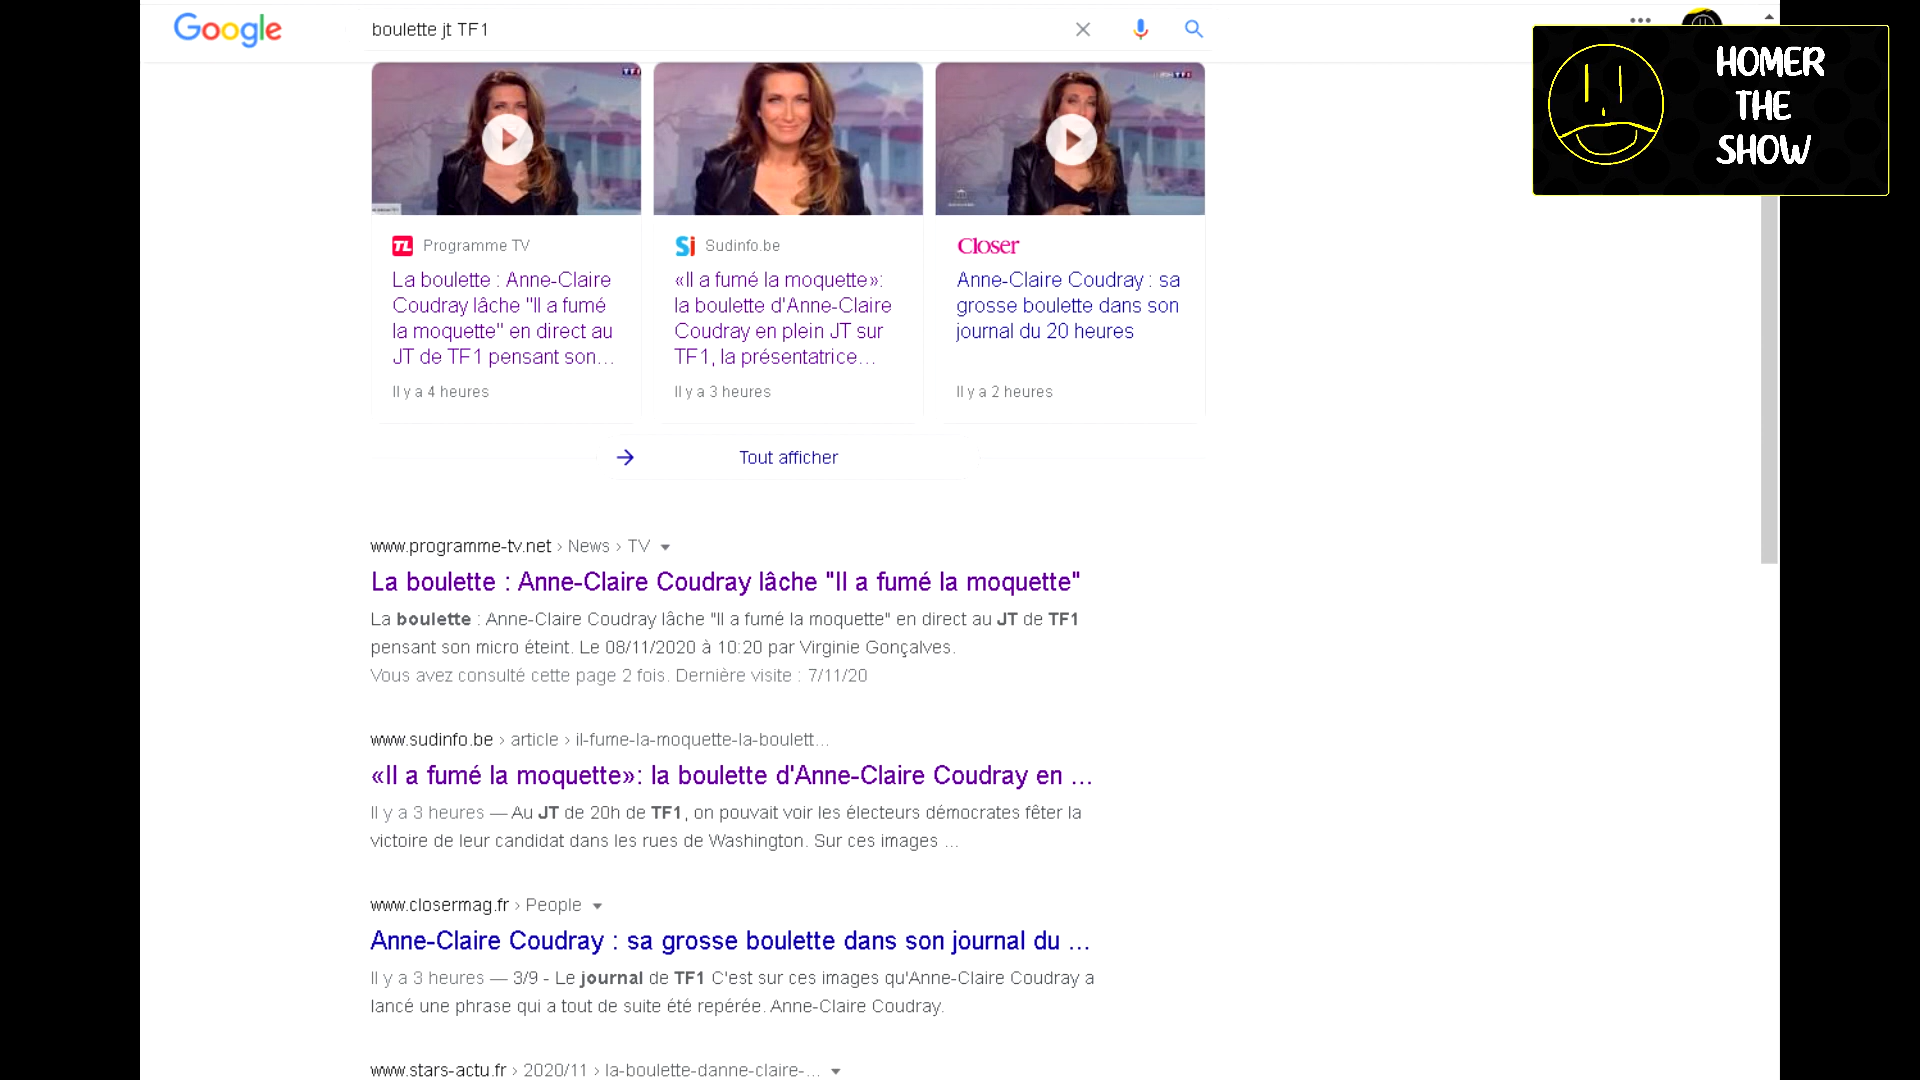 Google
boulette jt TF1
HOMER
THE
SHOW
TF1
TF1
TL Programme TV
La boulette : Anne-Claire
Coudray lâche "Il a fumé
la moquette" en direct au
JT de TF1 pensant son...
Il y a 4 heures
Si Sudinfo.be
«Il a fumé la moquette»:
la boulette d'Anne-Claire
Coudray en plein JT sur
TF1, la présentatrice...
Il y a 3 heures
Closer
Anne-Claire Coudray : sa
grosse boulette dans son
journal du 20 heures
Il y a 2 heures
→ Tout afficher
www.programme-tv.net › News › TV
La boulette : Anne-Claire Coudray lâche "Il a fumé la moquette"
La boulette : Anne-Claire Coudray lâche "Il a fumé la moquette" en direct au JT de TF1
pensant son micro éteint. Le 08/11/2020 à 10:20 par Virginie Gonçalves.
Vous avez consulté cette page 2 fois. Dernière visite : 7/11/20
www.sudinfo.be › article › il-fume-la-moquette-la-boulett...
«Il a fumé la moquette»: la boulette d'Anne-Claire Coudray en ...
Il y a 3 heures — Au JT de 20h de TF1, on pouvait voir les électeurs démocrates fêter la
victoire de leur candidat dans les rues de Washington. Sur ces images ...
www.closermag.fr › People
Anne-Claire Coudray : sa grosse boulette dans son journal du ...
Il y a 3 heures — 3/9 - Le journal de TF1 C'est sur ces images qu'Anne-Claire Coudray a
lancé une phrase qui a tout de suite été repérée. Anne-Claire Coudray.
www.stars-actu.fr › 2020/11 › la-boulette-danne-claire-...